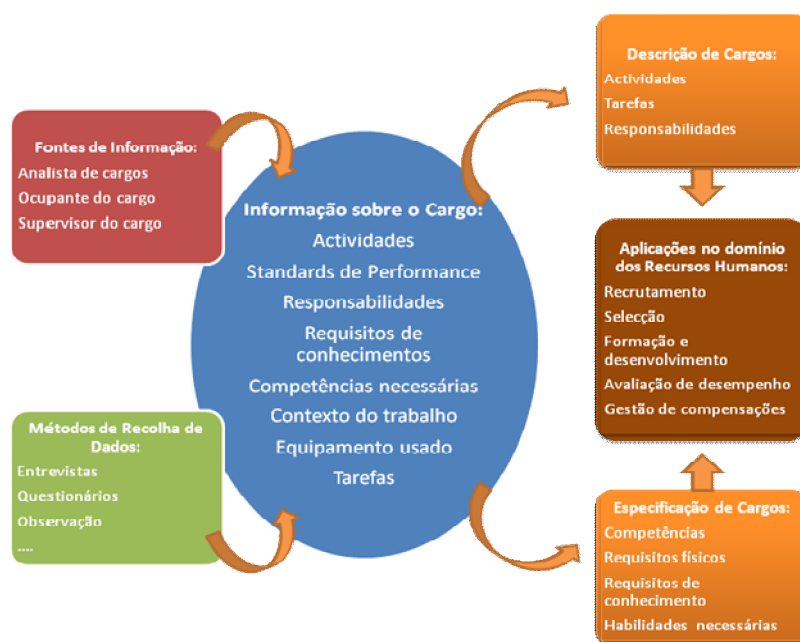 Fontes de Informação:
Analista de cargos
Ocupante do cargo
Supervisor do cargo
Métodos de Recolha de
Dados:
Entrevistas
Questionários
Observação
....
Informação sobre o Cargo:
Actividades
Standards de Performance
Responsabilidades
Requisitos de
conhecimentos
Competências necessárias
Contexto do trabalho
Equipamento usado
Tarefas
Descrição de Cargos:
Actividades
Tarefas
Responsabilidades
Aplicações no domínio
dos Recursos Humanos:
Recrutamento
Selecção
Formação e
desenvolvimento
Avaliação de desempenho
Gestão de compensações
Especificação de Cargos:
Competências
Requisitos físicos
Requisitos de
conhecimento
Habilidades necessárias